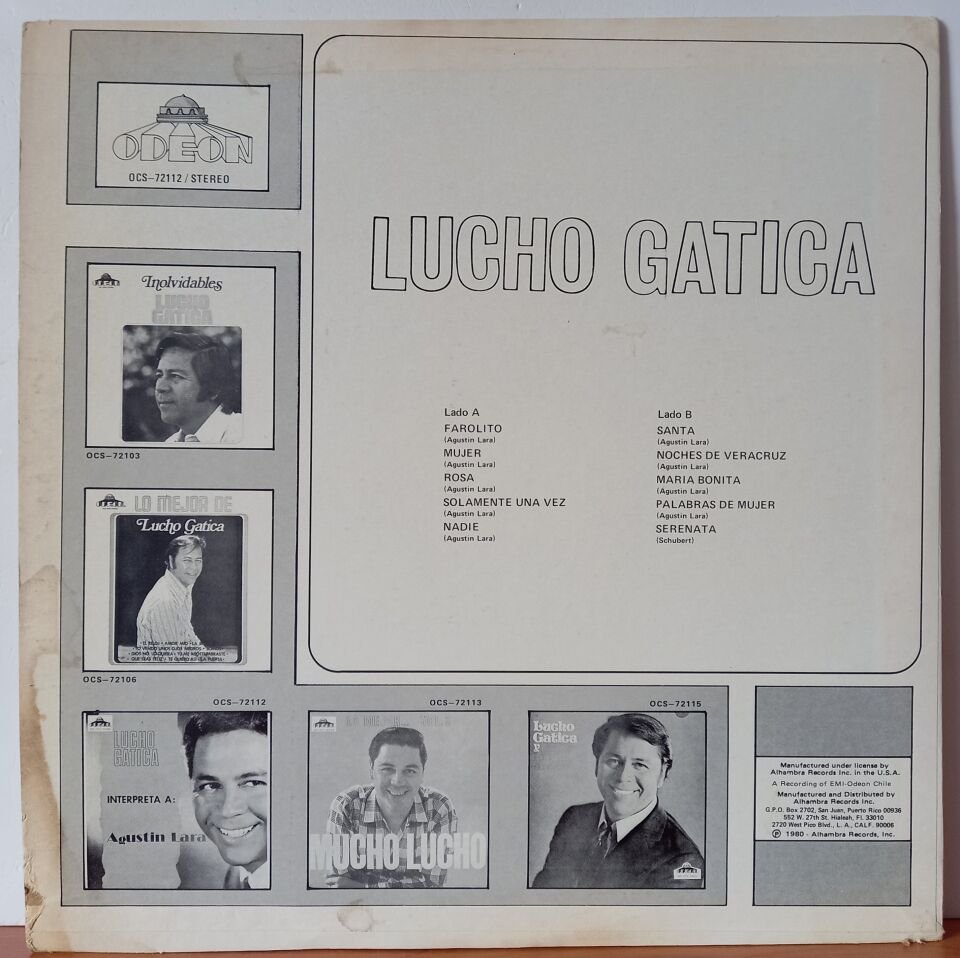 ODEON
OCS-72112/STEREO
LUCHO GATICA
Lado A
FAROLITO
(Agustin Lara)
MUJER
(Agustin Lara)
ROSA
(Agustin Lara)
SOLAMENTE UNA VEZ
(Agustin Lara)
NADIE
(Agustin Lara)
Lado B
SANTA
(Agustin Lara)
NOCHES DE VERACRUZ
(Agustin Lara)
MARIA BONITA
(Agustin Lara)
PALABRAS DE MUJER
(Agustin Lara)
SERENATA
(Schubert)
Inolvidables
LUCHO
GATICA
OCS-72103
LO MEJOR DE
Lucho Gatica
OCS-72106
OCS-72112
LUCHO
GATICA
INTERPRETA A:
Agustin Lara
OCS-72113
MUCHO LUCHO
OCS-72115
Lucho
Gatica
Manufactured under license by
Alhambra Records Inc. in the U.S.A.
A Recording of EMI-Odeon Chile
Manufactured and Distributed by
Alhambra Records Inc.
G.P.O. Box 2702, San Juan, Puerto Rico 00936
552 W. 27th St. Hialeah, Fl. 33010
2720 West Pico Blvd., L. A., CALF. 90006
Ⓟ 1980 - Alhambra Records, Inc.